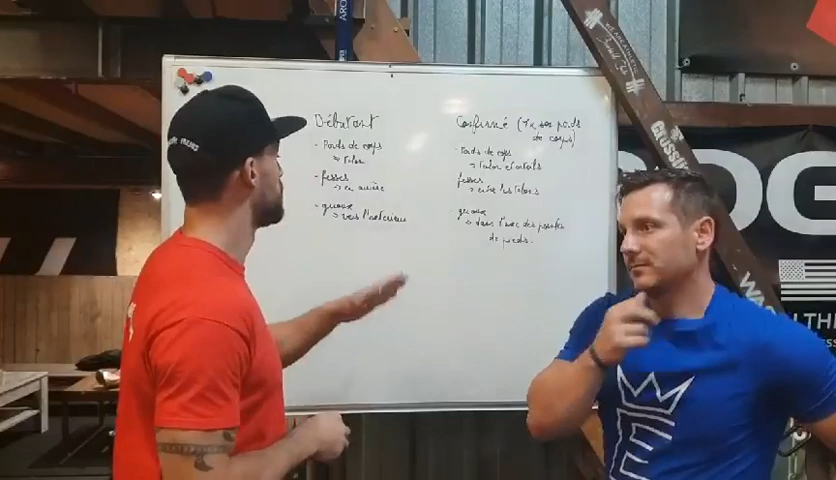 Débutant
- Poids de corps
→ talon
- fesses
→ en arrière
- genoux
→ vers l'extérieur
Confirmé (1x son poids
de corps)
- Poids de corps
→ talon et orteils
fesses
→ entre les talons
genoux
→ dans l'axe des pointes
de pieds.
Crossfit